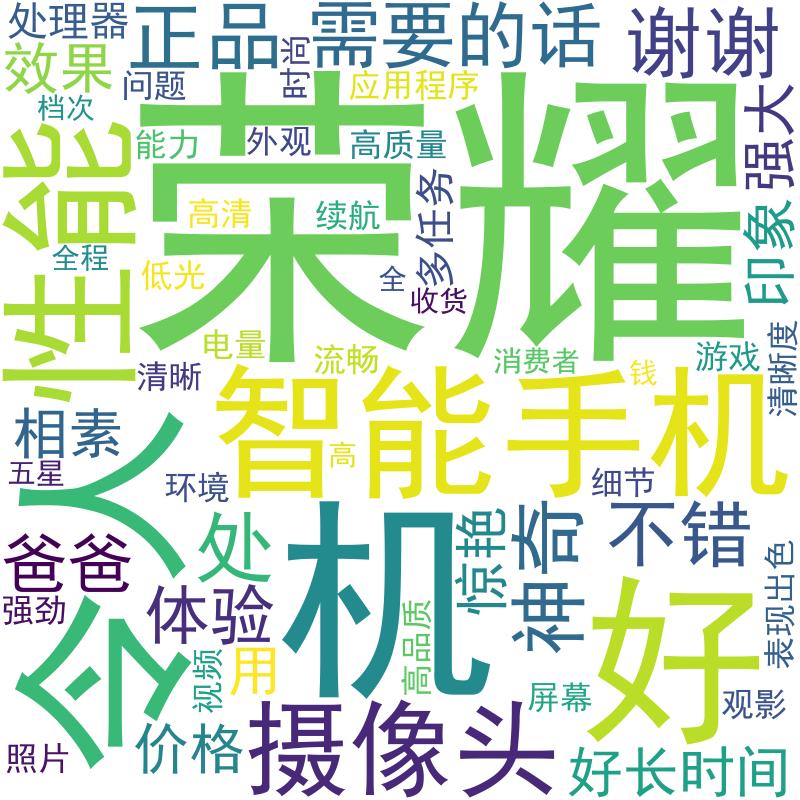 处理器
正品
需要的话
谢谢
效果
问题
时尚
应用程序
档次
荣耀
能力
外观
高质量
强大
性能
高清
续航
多任务
印象
全程
低光
全
收货
电量
流畅
消费者
游戏
清晰度
清晰
钱
智能手机
相素
高
五星
环境
细节
令人
机
惊艳
神奇
不错
爸爸
处
强劲
体验
好
表现出色
高品质
视频
用
屏幕
观影
摄像头
照片
价格
好长时间